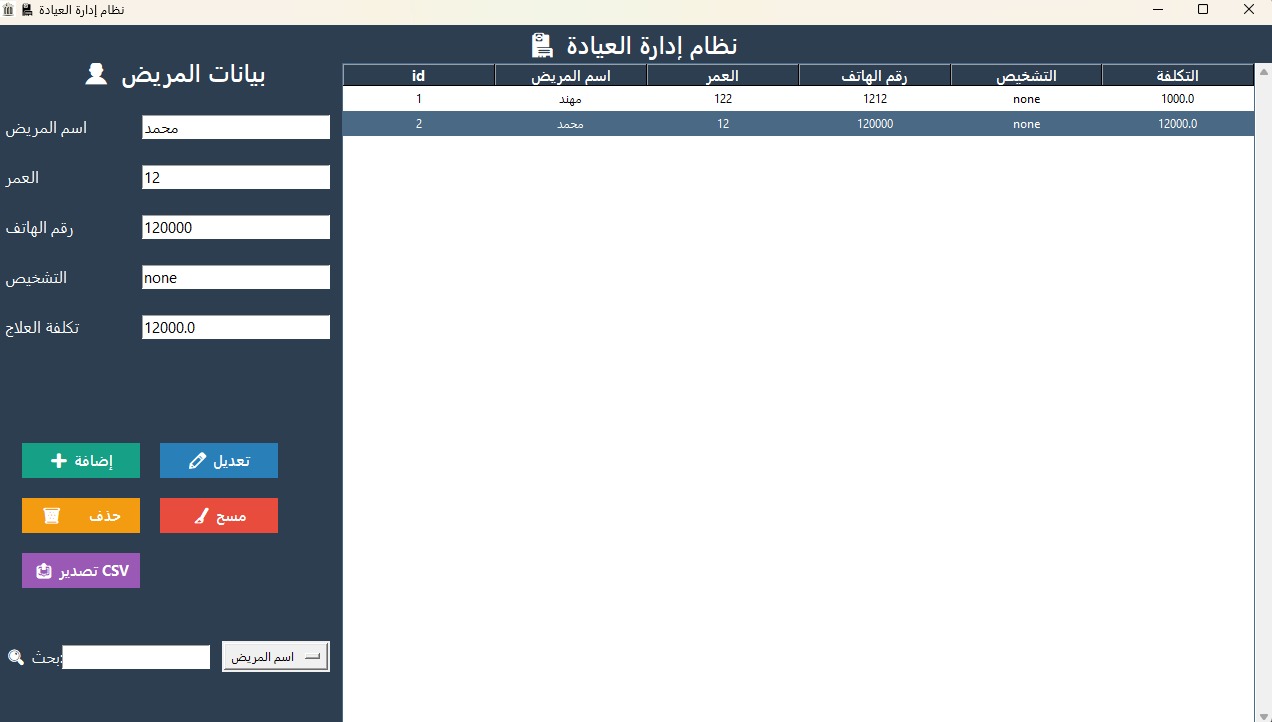 نظام إدارة العيادة
نظام إدارة العيادة
بيانات المريض
اسم المريض محمد
العمر 12
رقم الهاتف 120000
التشخيص none
تكلفة العلاج 12000.0
إضافة
تعديل
حذف
مسح
تصدير CSV
بحث:
اسم المريض
id اسم المريض العمر رقم الهاتف التشخيص التكلفة
1 مهند 122 1212 none 1000.0
2 محمد 12 120000 none 12000.0